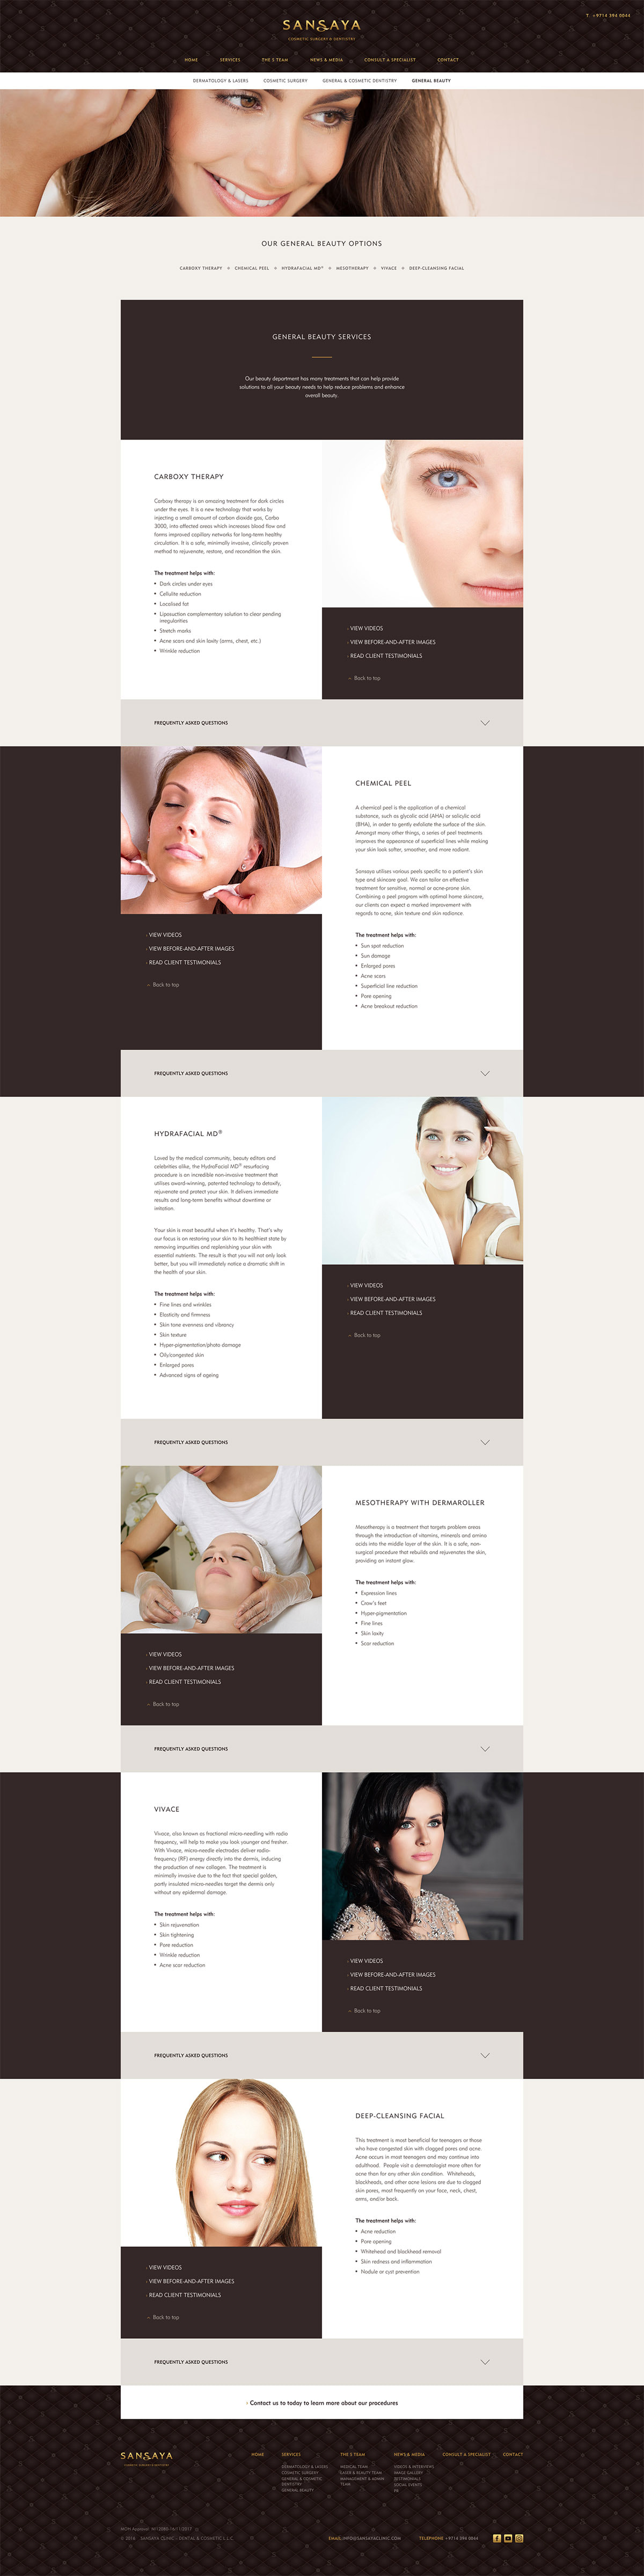 T. +9714 394 0044
SANSAYA
COSMETIC SURGERY & DENTISTRY
HOME SERVICES THE S TEAM NEWS & MEDIA CONSULT A SPECIALIST CONTACT
DERMATOLOGY & LASERS COSMETIC SURGERY GENERAL & COSMETIC DENTISTRY GENERAL BEAUTY
OUR GENERAL BEAUTY OPTIONS
CARBOXY THERAPY CHEMICAL PEEL HYDRAFACIAL MD® MESOTHERAPY VIVACE DEEP-CLEANSING FACIAL
GENERAL BEAUTY SERVICES
Our beauty department has many treatments that can help provide
solutions to all your beauty needs to help reduce problems and enhance
overall beauty.
CARBOXY THERAPY
Carboxy therapy is an amazing treatment for dark circles
under the eyes. It is a new technology that works by
injecting a small amount of carbon dioxide gas, Carbo
3000, into affected areas which increases blood flow and
forms improved capillary networks for long-term healthy
circulation. It is a safe, minimally invasive, clinically proven
method to rejuvenate, restore, and recondition the skin.
The treatment helps with:
• Dark circles under eyes
• Cellulite reduction
• Localised fat
• Liposuction complementary solution to clear pending
irregularities
• Stretch marks
• Acne scars and skin laxity (arms, chest, etc.)
• Wrinkle reduction
› VIEW VIDEOS
› VIEW BEFORE-AND-AFTER IMAGES
› READ CLIENT TESTIMONIALS
Back to top
FREQUENTLY ASKED QUESTIONS
› VIEW VIDEOS
› VIEW BEFORE-AND-AFTER IMAGES
› READ CLIENT TESTIMONIALS
Back to top
CHEMICAL PEEL
A chemical peel is the application of a chemical
substance, such as glycolic acid (AHA) or salicylic acid
(BHA), in order to gently exfoliate the surface of the skin.
Amongst many other things, a series of peel treatments
improves the appearance of superficial lines while making
your skin look softer, smoother, and more radiant.
Sansaya utilises various peels specific to a patient's skin
type and skincare goal. We can tailor an effective
treatment for sensitive, normal or acne-prone skin.
Combining a peel program with optimal home skincare,
our clients can expect a marked improvement with
regards to acne, skin texture and skin radiance.
The treatment helps with:
• Sun spot reduction
• Sun damage
• Enlarged pores
• Acne scars
• Superficial line reduction
• Pore opening
• Acne breakout reduction
FREQUENTLY ASKED QUESTIONS
HYDRAFACIAL MD®
Loved by the medical community, beauty editors and
celebrities alike, the HydraFacial MD® resurfacing
procedure is an incredible non-invasive treatment that
utilises award-winning, patented technology to detoxify,
rejuvenate and protect your skin. It delivers immediate
results and long-term benefits without downtime or
irritation.
Your skin is most beautiful when it's healthy. That's why
our focus is on restoring your skin to its healthiest state by
removing impurities and replenishing your skin with
essential nutrients. The result is that you will not only look
better, but you will immediately notice a dramatic shift in
the health of your skin.
The treatment helps with:
• Fine lines and wrinkles
• Elasticity and firmness
• Skin tone evenness and vibrancy
• Skin texture
• Hyper-pigmentation/photo damage
• Oily/congested skin
• Enlarged pores
• Advanced signs of ageing
› VIEW VIDEOS
› VIEW BEFORE-AND-AFTER IMAGES
› READ CLIENT TESTIMONIALS
Back to top
FREQUENTLY ASKED QUESTIONS
› VIEW VIDEOS
› VIEW BEFORE-AND-AFTER IMAGES
› READ CLIENT TESTIMONIALS
Back to top
MESOTHERAPY WITH DERMAROLLER
Mesotherapy is a treatment that targets problem areas
through the introduction of vitamins, minerals and amino
acids into the middle layer of the skin. It is a safe, non-
surgical procedure that rebuilds and rejuvenates the skin,
providing an instant glow.
The treatment helps with:
• Expression lines
• Crow's feet
• Hyper-pigmentation
• Fine lines
• Skin laxity
• Scar reduction
FREQUENTLY ASKED QUESTIONS
VIVACE
Vivace, also known as fractional micro-needling with radio
frequency, will help to make you look younger and fresher.
With Vivace, micro-needle electrodes deliver radio-
frequency (RF) energy directly into the dermis, inducing
the production of new collagen. The treatment is
minimally invasive due to the fact that special golden,
partly insulated micro-needles target the dermis only
without any epidermal damage.
The treatment helps with:
• Skin rejuvenation
• Skin tightening
• Pore reduction
• Wrinkle reduction
• Acne scar reduction
› VIEW VIDEOS
› VIEW BEFORE-AND-AFTER IMAGES
› READ CLIENT TESTIMONIALS
Back to top
FREQUENTLY ASKED QUESTIONS
› VIEW VIDEOS
› VIEW BEFORE-AND-AFTER IMAGES
› READ CLIENT TESTIMONIALS
Back to top
DEEP-CLEANSING FACIAL
This treatment is most beneficial for teenagers or those
who have congested skin with clogged pores and acne.
Acne occurs in most teenagers and may continue into
adulthood. People visit a dermatologist more often for
acne than for any other skin condition. Whiteheads,
blackheads, and other acne lesions are due to clogged
skin pores, most frequently on your face, neck, chest,
arms, and/or back.
The treatment helps with:
• Acne reduction
• Pore opening
• Whitehead and blackhead removal
• Skin redness and inflammation
• Nodule or cyst prevention
FREQUENTLY ASKED QUESTIONS
› Contact us to today to learn more about our procedures
SANSAYA
COSMETIC SURGERY & DENTISTRY
HOME SERVICES THE S TEAM NEWS & MEDIA CONSULT A SPECIALIST CONTACT
DERMATOLOGY & LASERS MEDICAL TEAM VIDEOS & INTERVIEWS
COSMETIC SURGERY LASER & BEAUTY TEAM IMAGE GALLERY
GENERAL & COSMETIC MANAGEMENT & ADMIN TESTIMONIALS
DENTISTRY TEAM SOCIAL EVENTS
GENERAL BEAUTY PR
MOH Approval
© 2016 SANSAYA CLINIC - DENTAL & COSMETIC L.L.C EMAIL INFO@SANSAYACLINIC.COM TELEPHONE +9714 394 0044